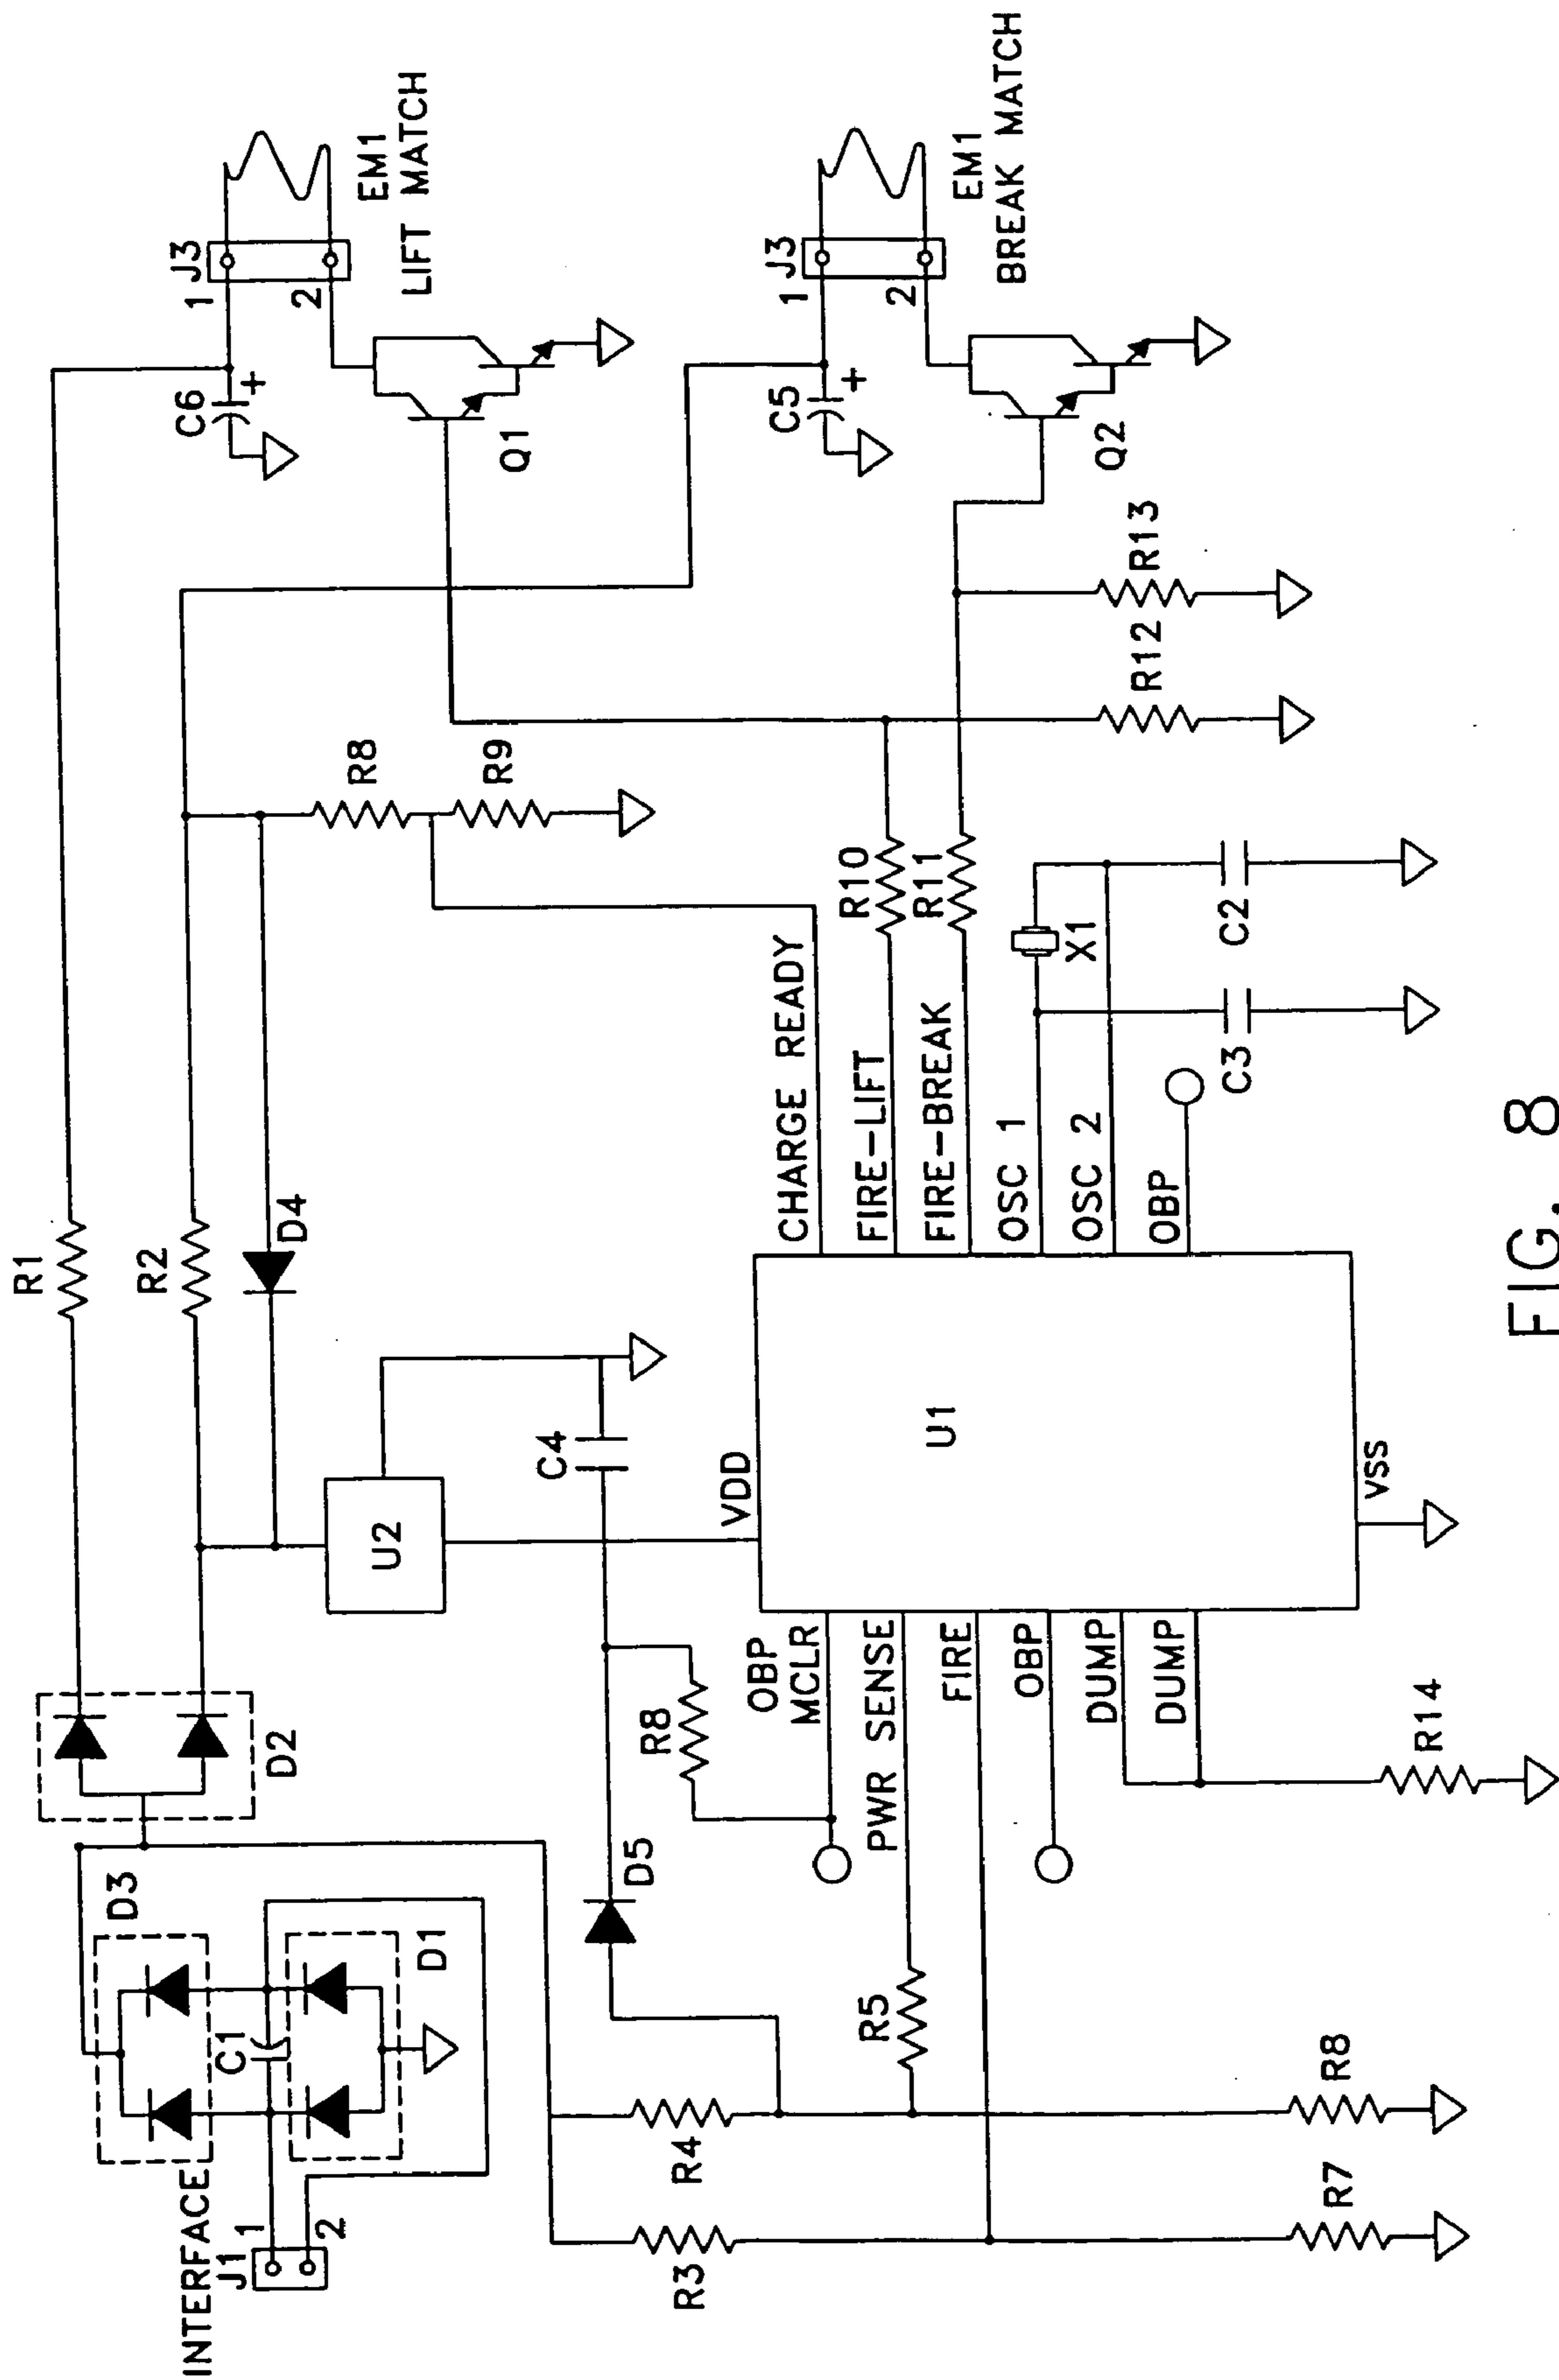 INTERFACE
J1
1
2
D3
C1
D1
D2
R1
R2
D4
U2
C4
D5
R8
R3
R4
R5
R7
R8
OBP
MCLR
PWR SENSE
FIRE
OBP
DUMP
DUMP
R14
VDD
U1
VSS
CHARGE READY
FIRE-LIFT
FIRE-BREAK
OSC 1
OSC 2
OBP
R8
R9
R10
R11
X1
C3
C2
R12
R13
C6
+
J3
1
2
EM1
LIFT MATCH
Q1
C5
+
J3
1
2
EM1
BREAK MATCH
Q2
FIG. 8